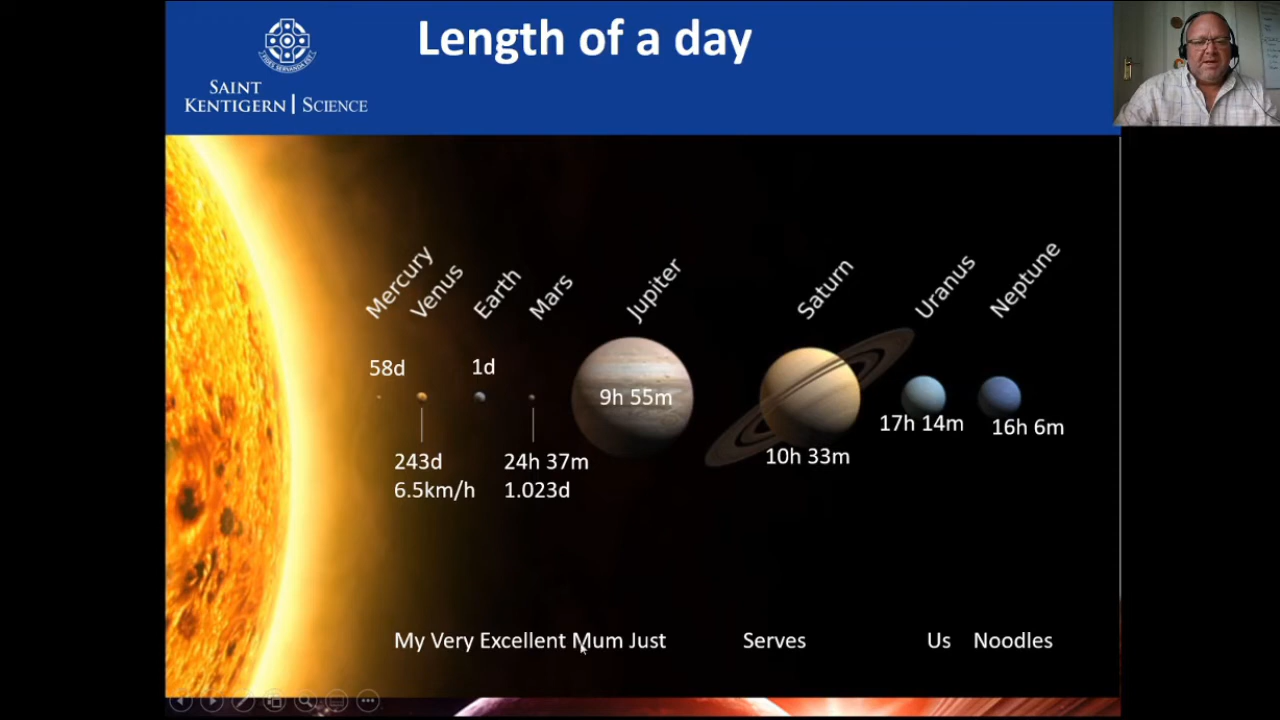 Length of a day
SAINT
KENTIGERN | SCIENCE
Mercury
Venus
Earth
Mars
Jupiter
Saturn
Uranus
Neptune
58d
1d
9h 55m
17h 14m
16h 6m
243d
6.5km/h
24h 37m
1.023d
10h 33m
My Very Excellent Mum Just Serves Us Noodles